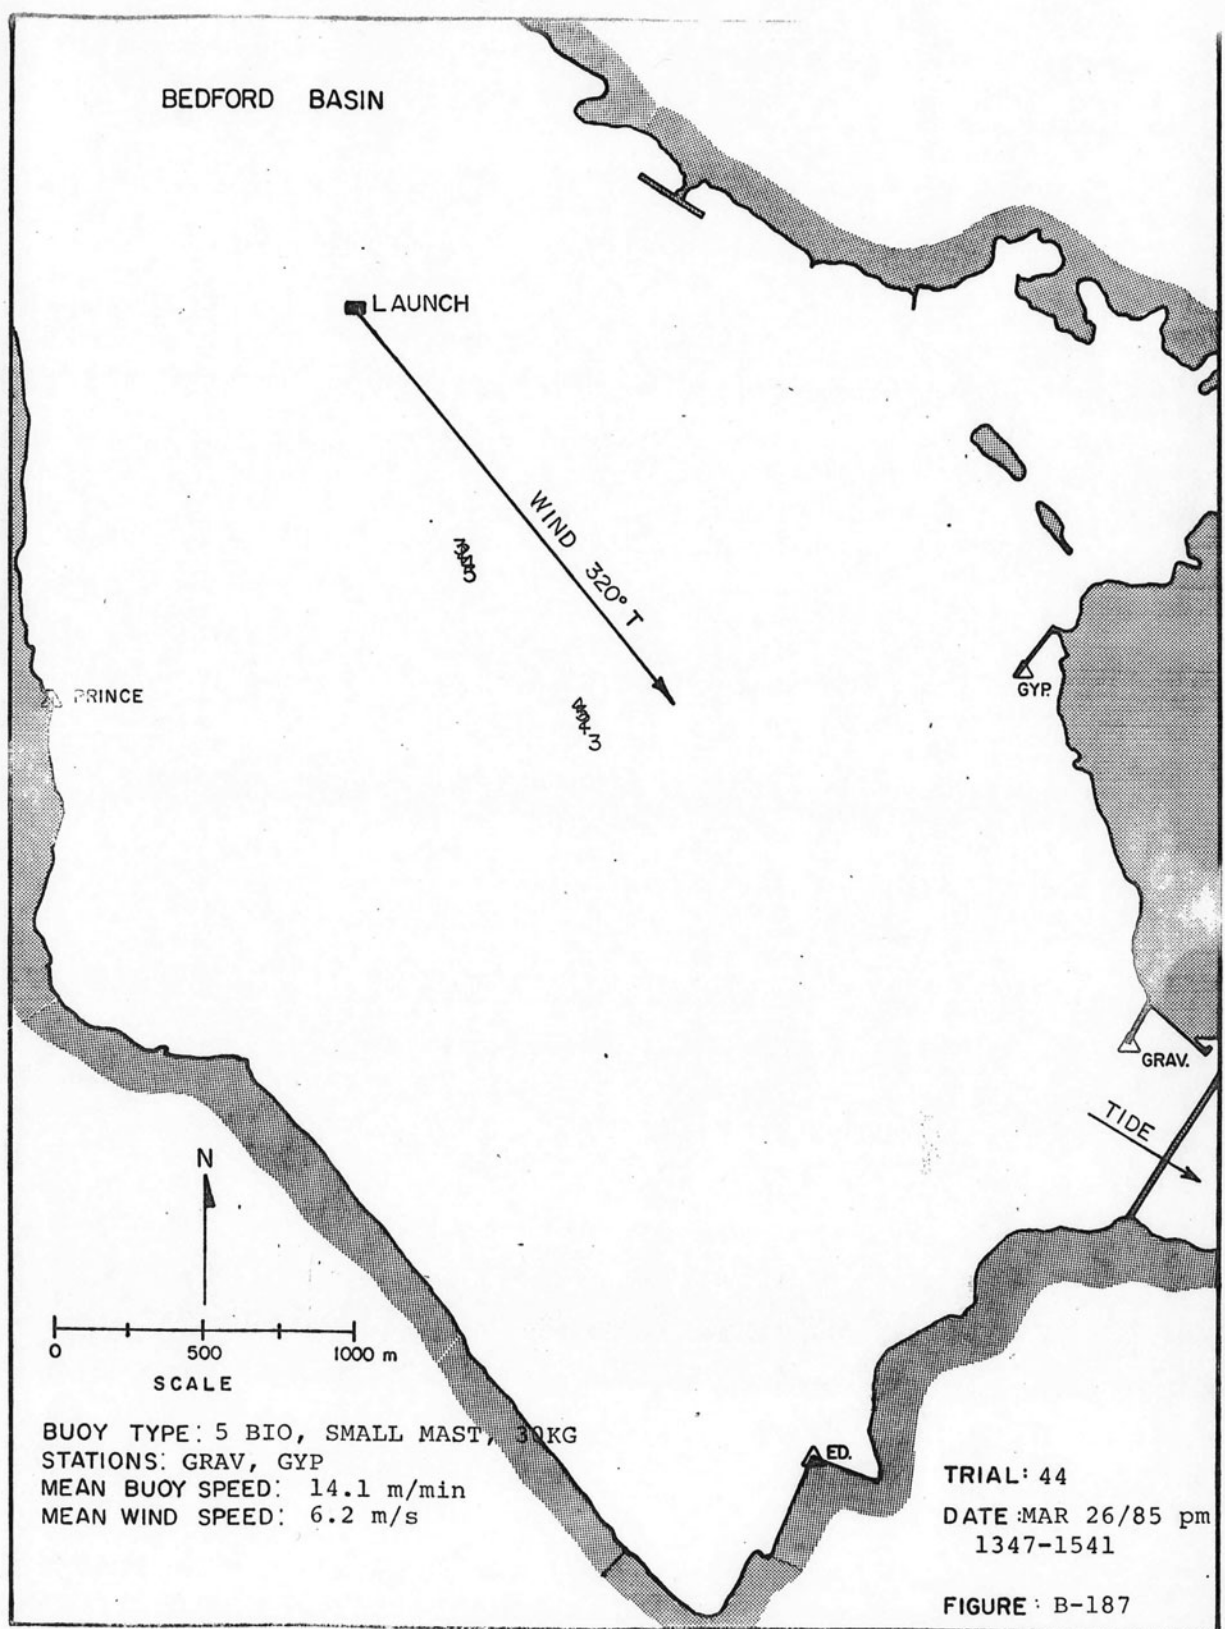 BEDFORD BASIN
LAUNCH
WIND 320° T
PRINCE
GYP.
GRAV.
TIDE
N
0 500 1000 m
SCALE
BUOY TYPE: 5 BIO, SMALL MAST, 30KG
STATIONS: GRAV, GYP
MEAN BUOY SPEED: 14.1 m/min
MEAN WIND SPEED: 6.2 m/s
ED.
TRIAL: 44
DATE: MAR 26/85 pm
1347-1541
FIGURE: B-187